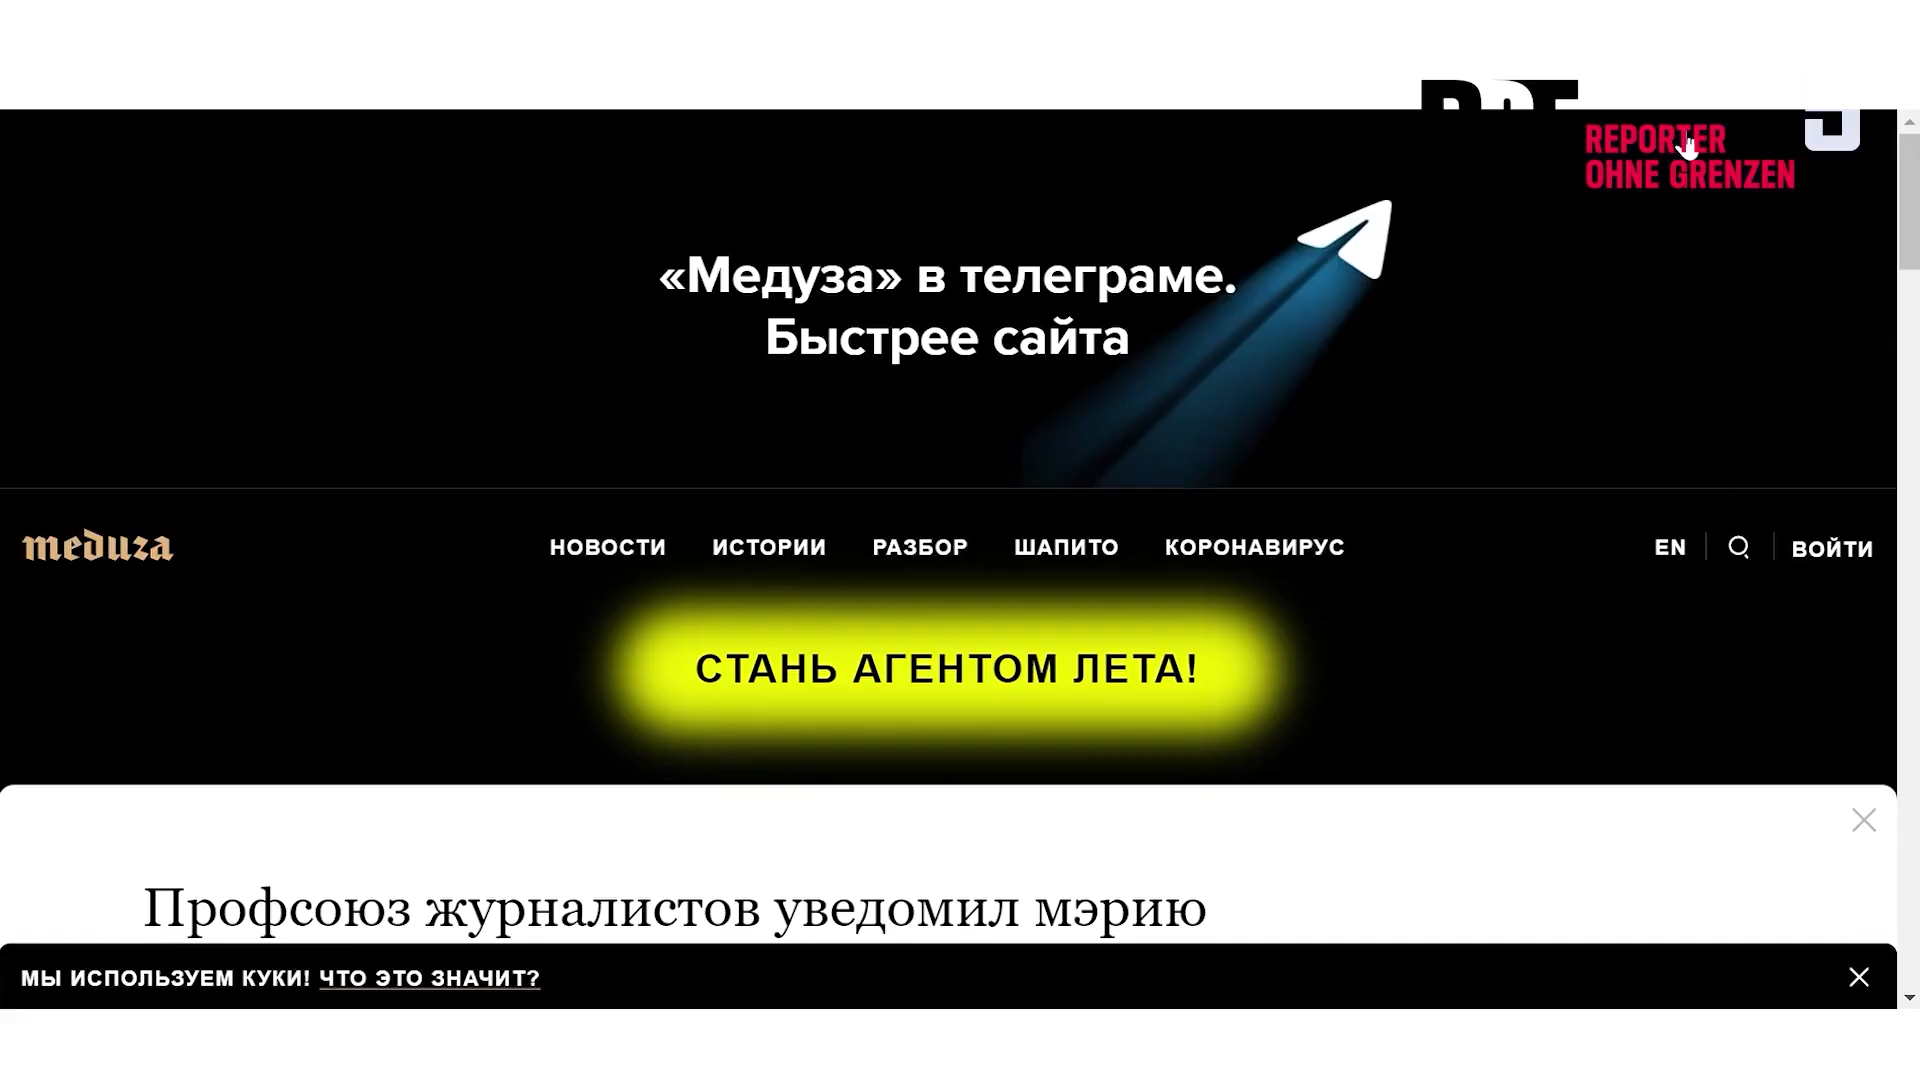 REPORTER
OHNE GRENZEN
«Медуза» в телеграме.
Быстрее сайта
meduza
НОВОСТИ ИСТОРИИ РАЗБОР ШАПИТО КОРОНАВИРУС
EN
ВОЙТИ
СТАНЬ АГЕНТОМ ЛЕТА!
Профсоюз журналистов уведомил мэрию
МЫ ИСПОЛЬЗУЕМ КУКИ! ЧТО ЭТО ЗНАЧИТ?